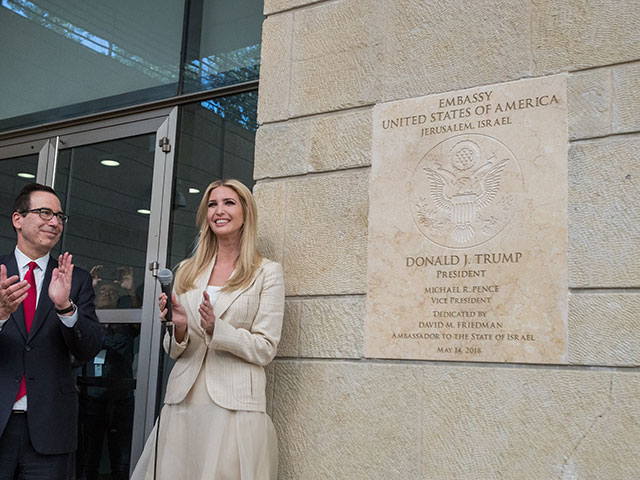 EMBASSY
UNITED STATES OF AMERICA
JERUSALEM, ISRAEL
DONALD J. TRUMP
PRESIDENT
MICHAEL R. PENCE
VICE PRESIDENT
DEDICATED BY
DAVID M. FRIEDMAN
AMBASSADOR TO THE STATE OF ISRAEL
MAY 14, 2018